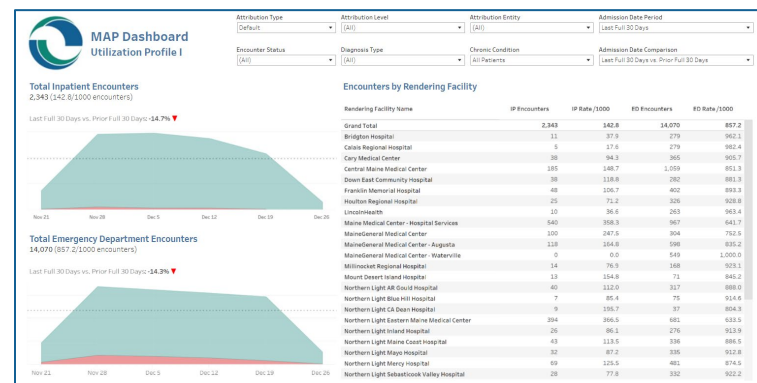 MAP Dashboard
Utilization Profile I
Attribution Type Attribution Level Attribution Entity Admission Date Period
Default (All) (All) Last Full 30 Days
Encounter Status Diagnosis Type Chronic Condition Admission Date Comparison
(All) (All) All Patients Last Full 30 Days vs. Prior Full 30 Days
Total Inpatient Encounters
2,343 (142.8/1000 encounters)
Last Full 30 Days vs. Prior Full 30 Days: -14.7% ▼
Nov 21 Nov 28 Dec 5 Dec 12 Dec 19 Dec 26
Total Emergency Department Encounters
14,070 (857.2/1000 encounters)
Last Full 30 Days vs. Prior Full 30 Days: -14.3% ▼
Nov 21 Nov 28 Dec 5 Dec 12 Dec 19 Dec 26
Encounters by Rendering Facility
Rendering Facility Name IP Encounters IP Rate /1000 ED Encounters ED Rate /1000
Grand Total 2,343 142.8 14,070 857.2
Bridgton Hospital 11 37.9 279 962.1
Calais Regional Hospital 5 17.6 279 982.4
Cary Medical Center 38 94.3 365 905.7
Central Maine Medical Center 185 148.7 1,059 851.3
Down East Community Hospital 38 118.8 282 881.3
Franklin Memorial Hospital 48 106.7 402 893.3
Houlton Regional Hospital 25 71.2 326 928.8
LincolnHealth 10 36.6 263 963.4
Maine Medical Center - Hospital Services 540 358.3 967 641.7
MaineGeneral Medical Center 100 247.5 304 752.5
MaineGeneral Medical Center - Augusta 118 164.8 598 835.2
MaineGeneral Medical Center - Waterville 0 0.0 549 1,000.0
Millinocket Regional Hospital 14 76.9 168 923.1
Mount Desert Island Hospital 13 154.8 71 845.2
Northern Light AR Gould Hospital 40 112.0 317 888.0
Northern Light Blue Hill Hospital 7 85.4 75 914.6
Northern Light CA Dean Hospital 9 195.7 37 804.3
Northern Light Eastern Maine Medical Center 394 366.5 681 633.5
Northern Light Inland Hospital 26 86.1 276 913.9
Northern Light Maine Coast Hospital 43 113.5 336 886.5
Northern Light Mayo Hospital 32 87.2 335 912.8
Northern Light Mercy Hospital 69 125.5 481 874.5
Northern Light Sebasticook Valley Hospital 28 77.8 332 922.2